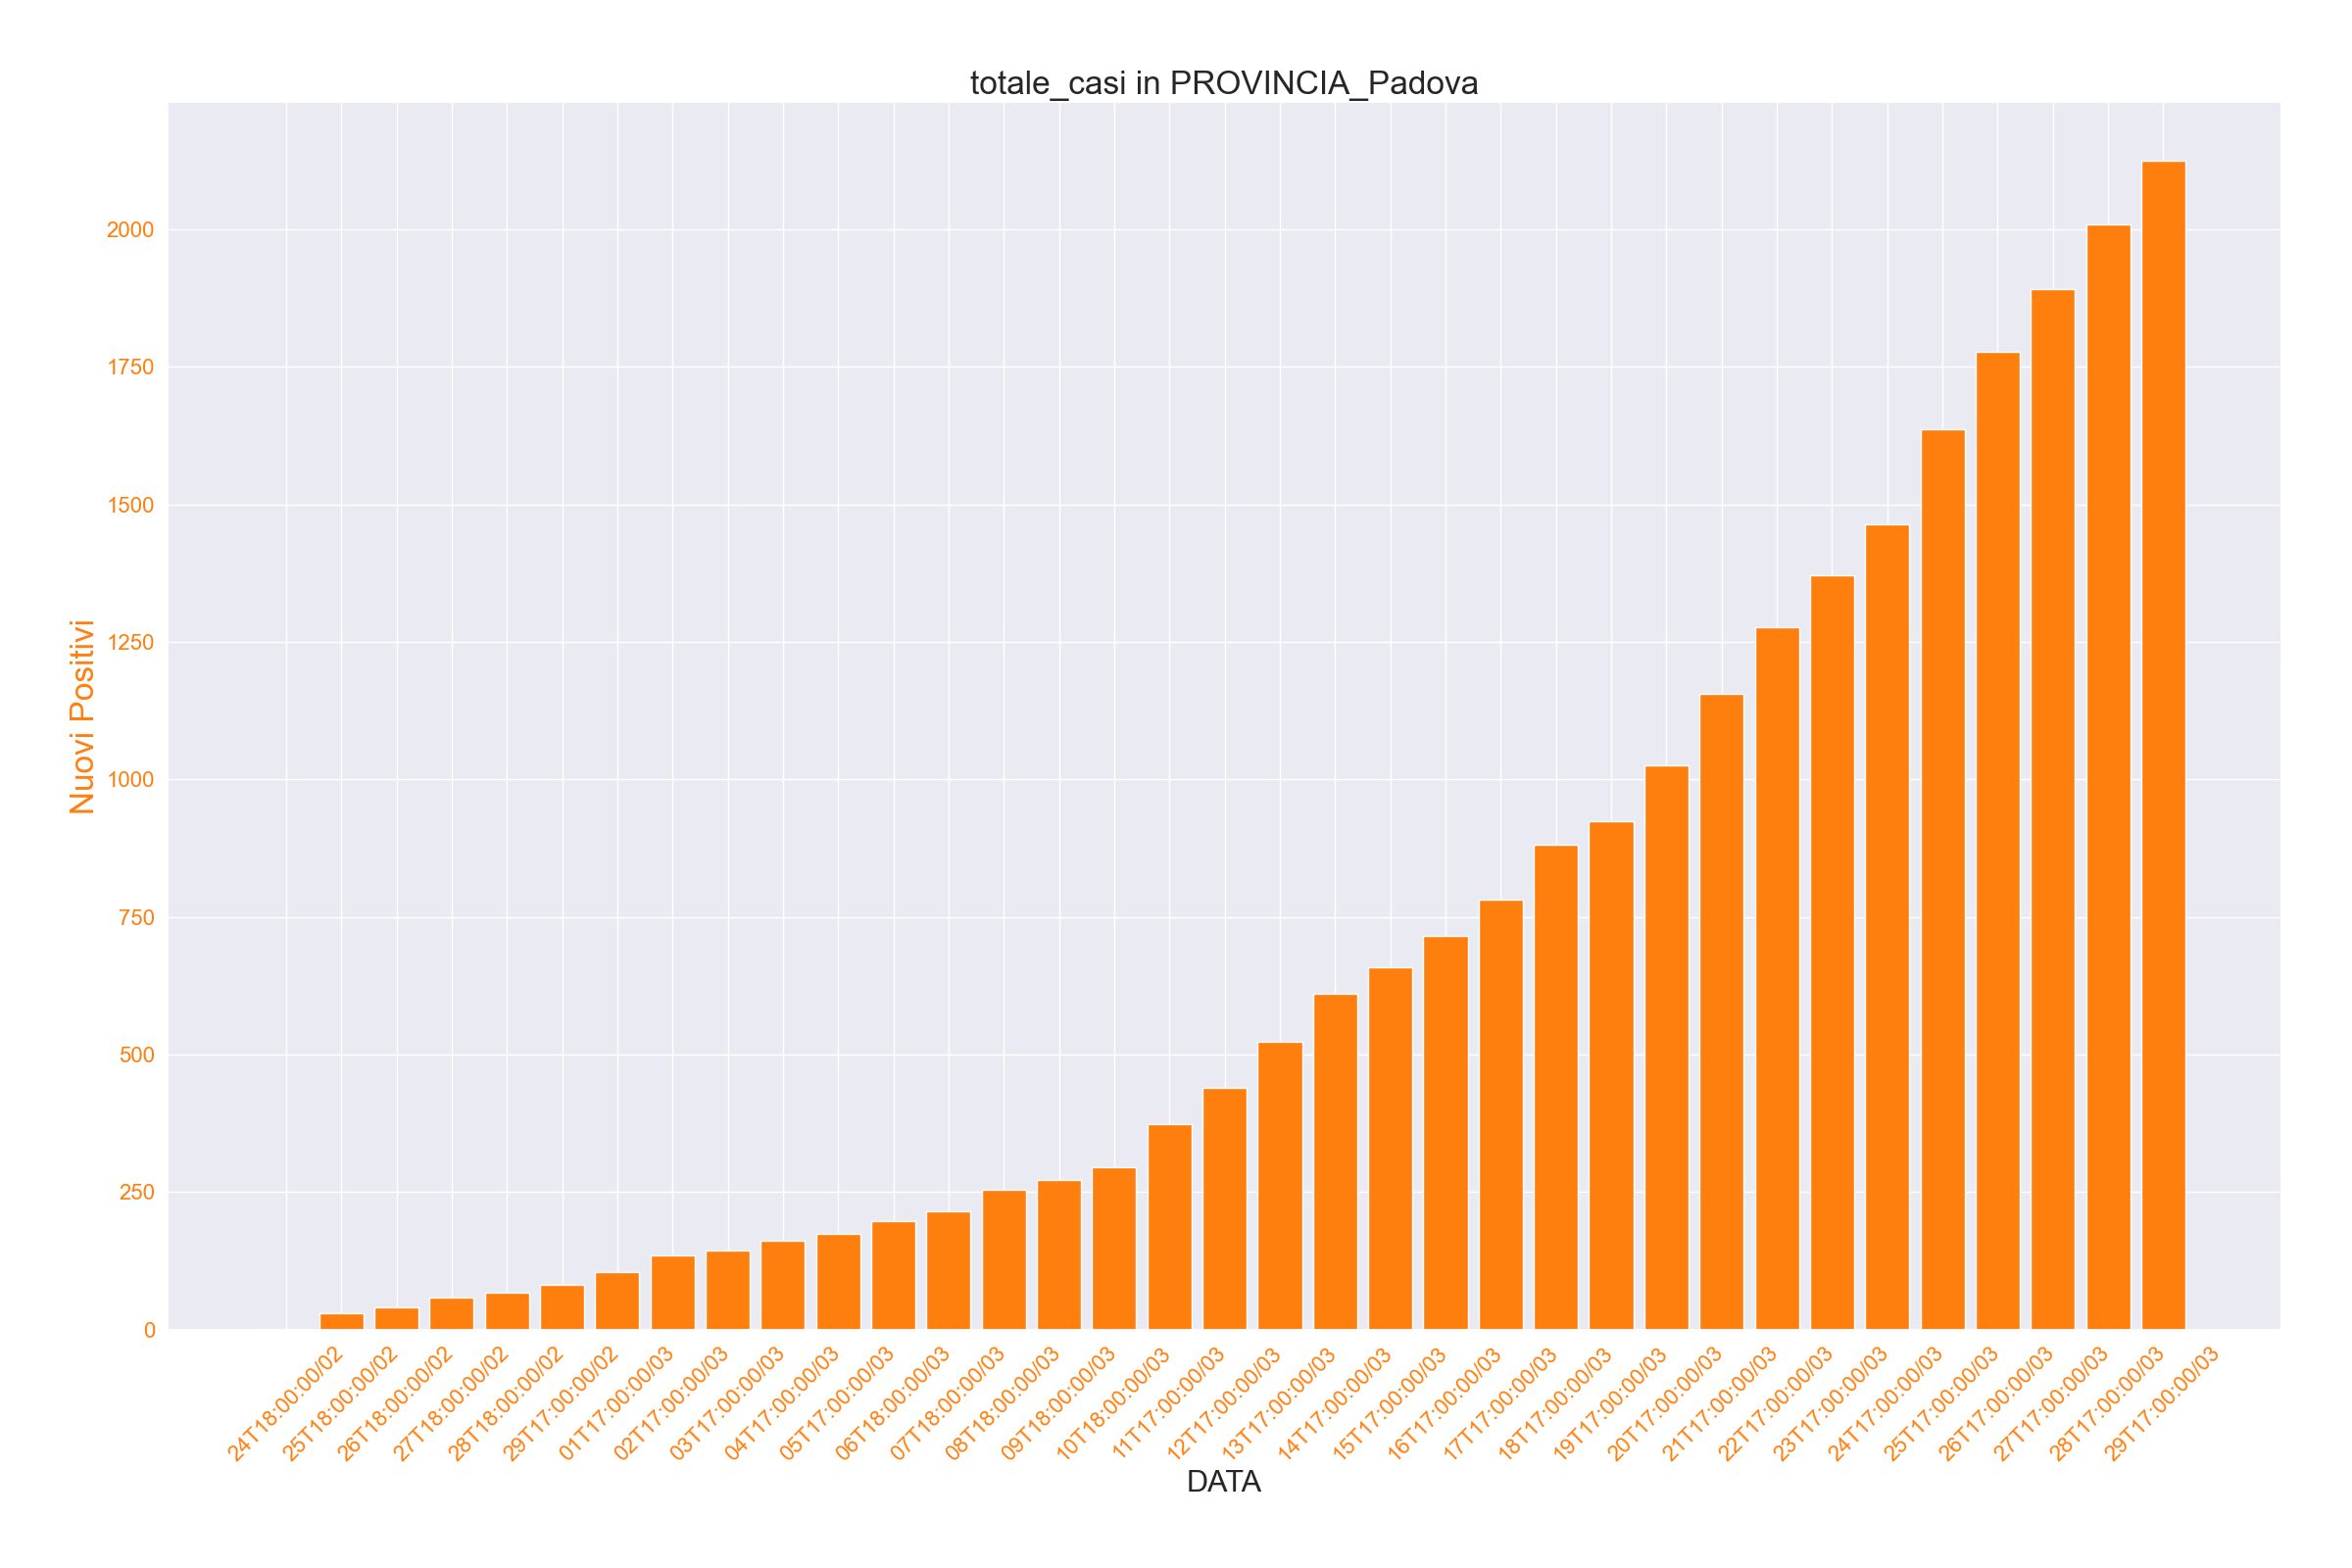 totale_casi in PROVINCIA_Padova
Nuovi Positivi
2000
1750
1500
1250
1000
750
500
250
0
24T18:00:00/02
25T18:00:00/02
26T18:00:00/02
27T18:00:00/02
28T18:00:00/02
29T17:00:00/02
01T17:00:00/03
02T17:00:00/03
03T17:00:00/03
04T17:00:00/03
05T17:00:00/03
06T18:00:00/03
07T18:00:00/03
08T18:00:00/03
09T18:00:00/03
10T18:00:00/03
11T17:00:00/03
12T17:00:00/03
13T17:00:00/03
14T17:00:00/03
15T17:00:00/03
16T17:00:00/03
17T17:00:00/03
18T17:00:00/03
19T17:00:00/03
20T17:00:00/03
21T17:00:00/03
22T17:00:00/03
23T17:00:00/03
24T17:00:00/03
25T17:00:00/03
26T17:00:00/03
27T17:00:00/03
28T17:00:00/03
29T17:00:00/03
DATA